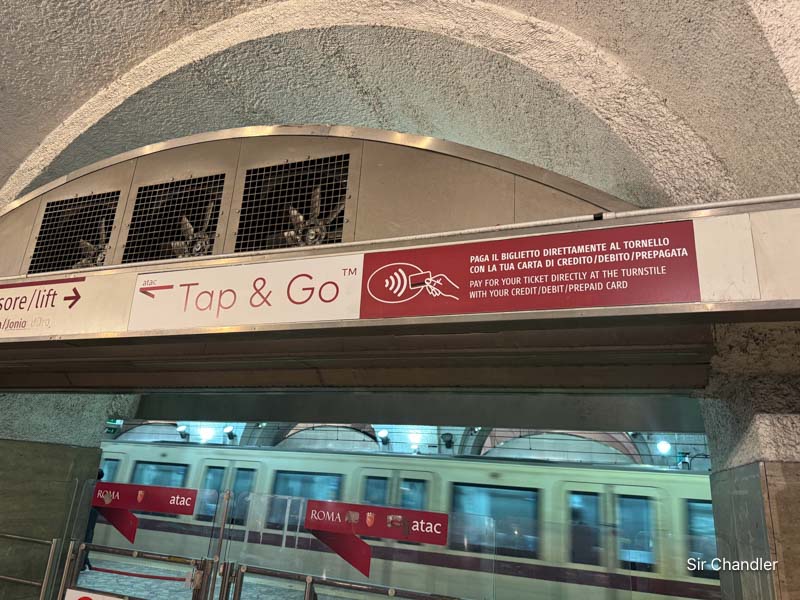 sore/lift
/Jonio
atac
Tap & Go™
PAGA IL BIGLIETTO DIRETTAMENTE AL TORNELLO
CON LA TUA CARTA DI CREDITO/DEBITO/PREPAGATA
PAY FOR YOUR TICKET DIRECTLY AT THE TURNSTILE
WITH YOUR CREDIT/DEBIT/PREPAID CARD
ROMA atac
ROMA atac
Sir Chandler